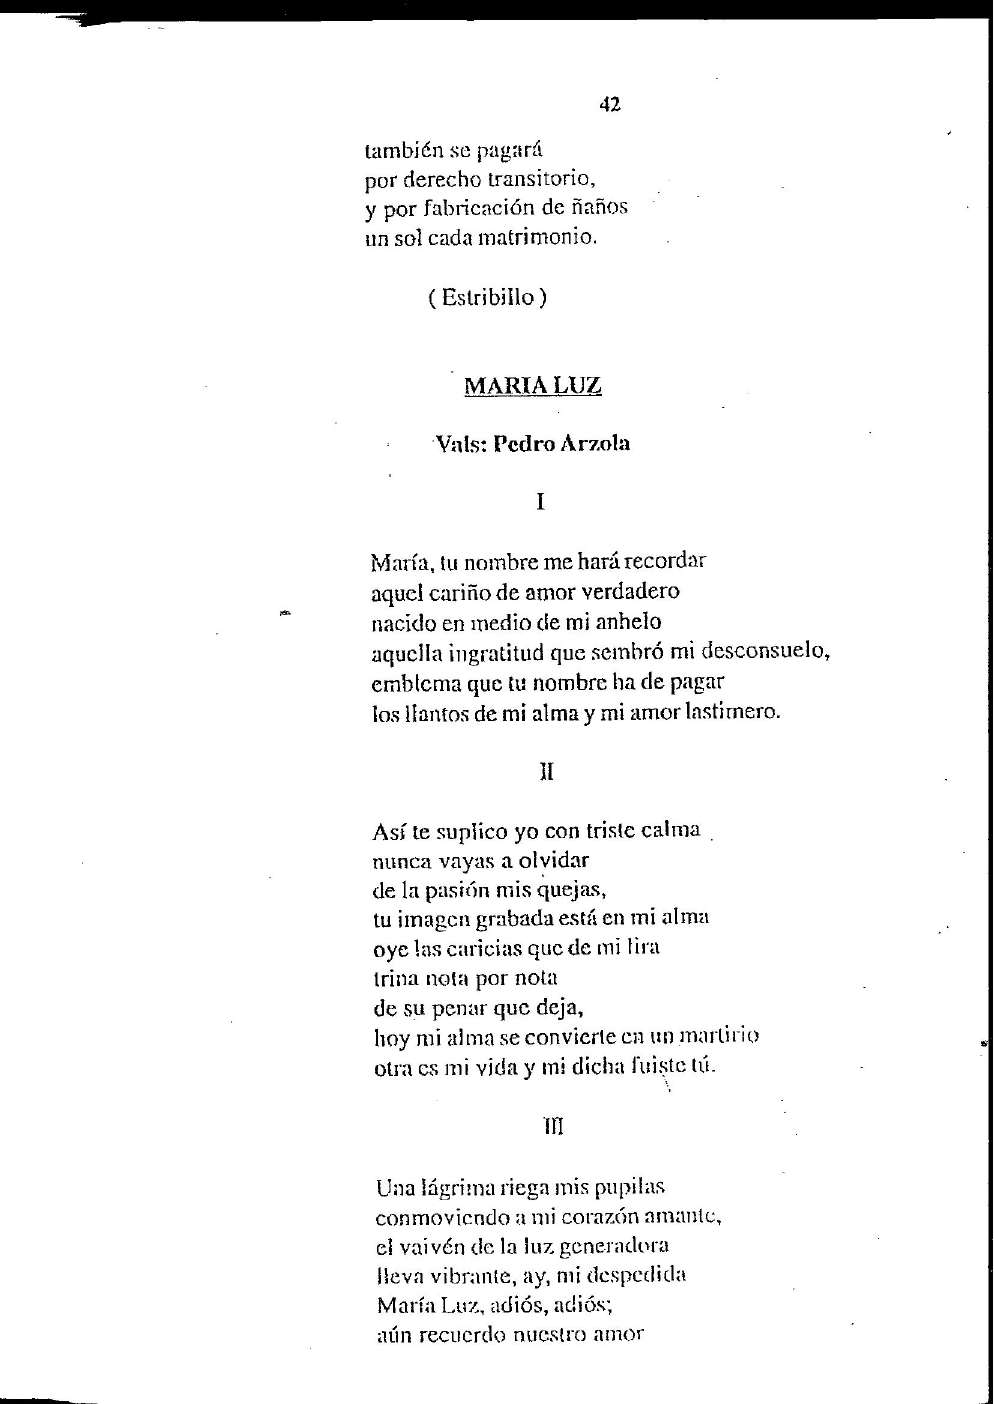 42
también se pagará
por derecho transitorio,
y por fabricación de ñaños
un sol cada matrimonio.
( Estribillo )
MARIA LUZ
Vals: Pedro Arzola
I
María, tu nombre me hará recordar
aquel cariño de amor verdadero
nacido en medio de mi anhelo
aquella ingratitud que sembró mi desconsuelo,
emblema que tu nombre ha de pagar
los llantos de mi alma y mi amor lastimero.
II
Así te suplico yo con triste calma
nunca vayas a olvidar
de la pasión mis quejas,
tu imagen grabada está en mi alma
oye las caricias que de mi lira
trina nota por nota
de su penar que deja,
hoy mi alma se convierte en un martirio
otra es mi vida y mi dicha fuiste tú.
III
Una lágrima riega mis pupilas
conmoviendo a mi corazón amante,
el vaivén de la luz generadora
lleva vibrante, ay, mi despedida
María Luz, adiós, adiós;
aún recuerdo nuestro amor